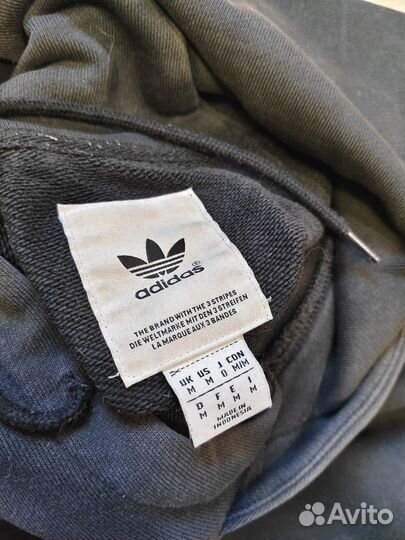 adidas®
THE BRAND WITH THE 3 STRIPES
DIE WELTMARKE MIT DEN 3 STREIFEN
LA MARQUE AUX 3 BANDES
UK US J CON
M M O M/M
D F E I
M M M M
MADE IN
INDONESIA
Avito